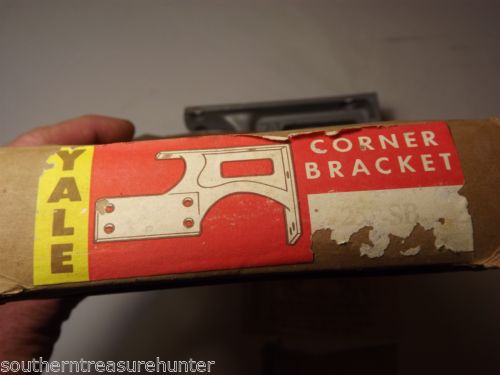 YALE
CORNER
BRACKET
southerntreasurehunter